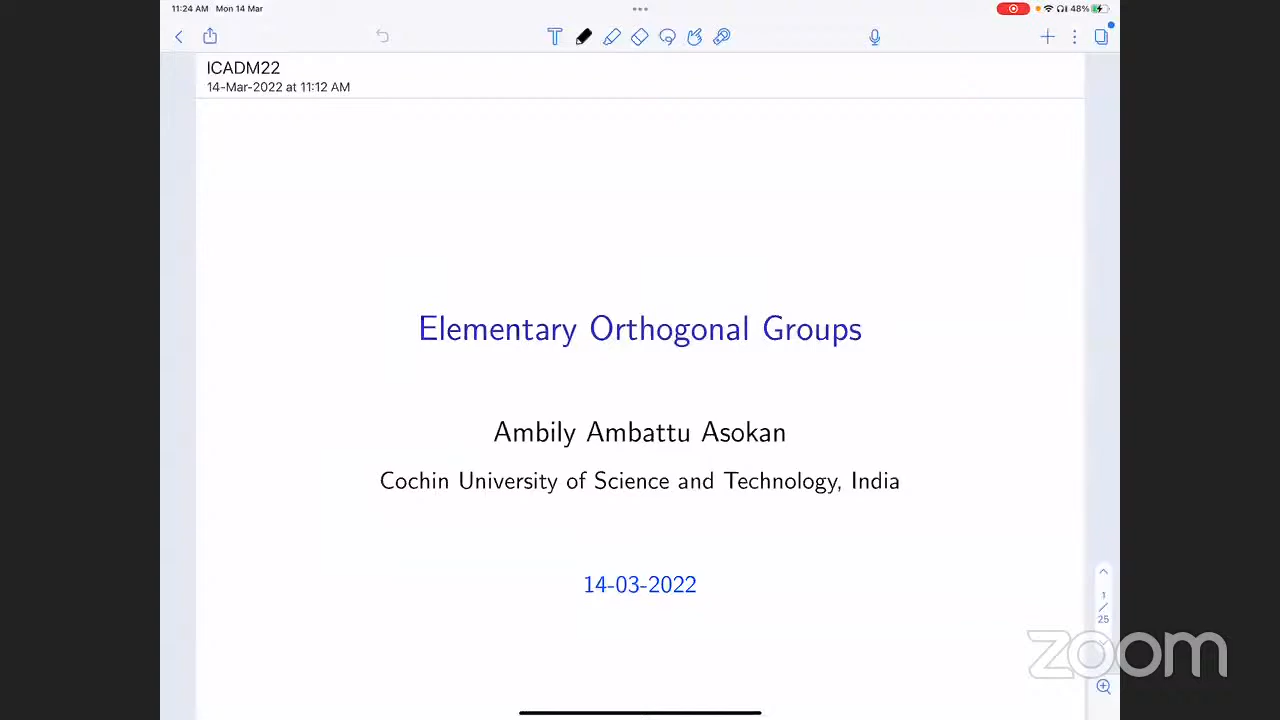 11:24 AM Mon 14 Mar
48%
ICADM22
14-Mar-2022 at 11:12 AM
Elementary Orthogonal Groups
Ambily Ambattu Asokan
Cochin University of Science and Technology, India
14-03-2022
1
/
25
zoom